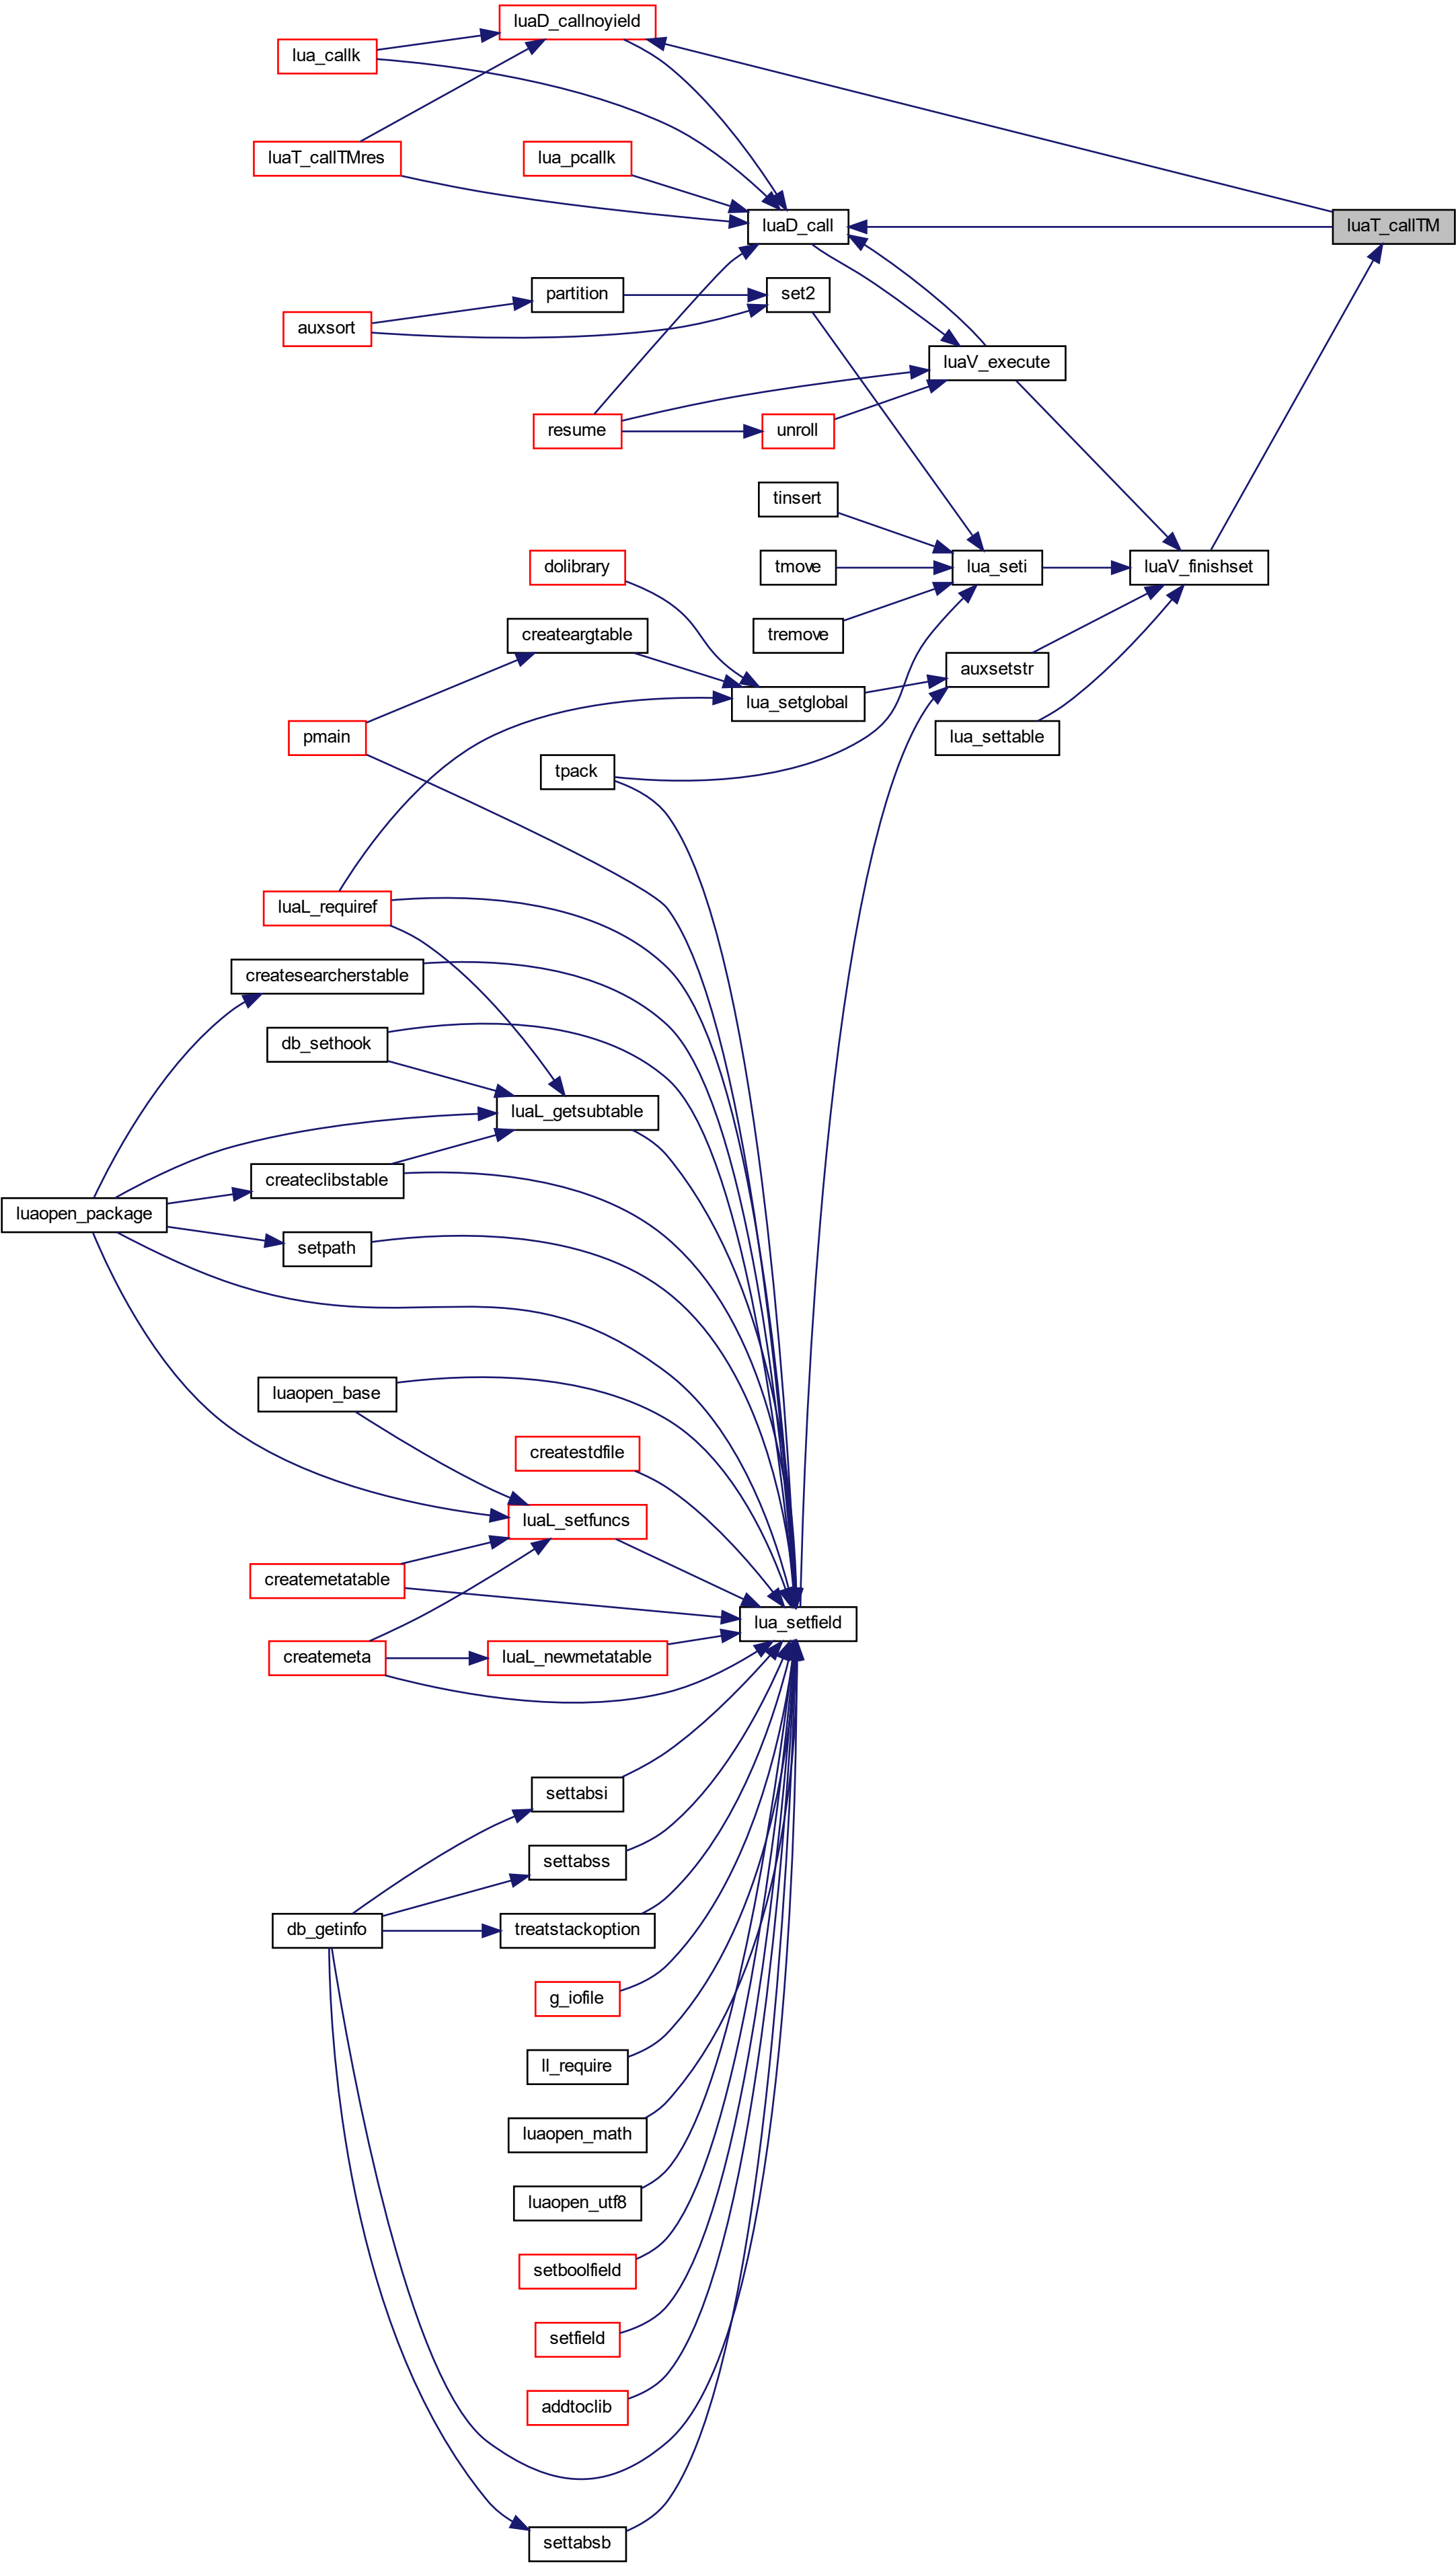 luaD_callnoyield
lua_callk
luaT_callTMres
lua_pcallk
luaD_call
luaT_callTM
partition
set2
auxsort
luaV_execute
resume
unroll
tinsert
dolibrary
tmove
lua_seti
luaV_finishset
createargtable
tremove
auxsetstr
lua_setglobal
pmain
lua_settable
tpack
luaL_requiref
createsearcherstable
db_sethook
luaL_getsubtable
createclibstable
luaopen_package
setpath
luaopen_base
createstdfile
luaL_setfuncs
createmetatable
lua_setfield
createmeta
luaL_newmetatable
settabsi
settabss
db_getinfo
treatstackoption
g_iofile
ll_require
luaopen_math
luaopen_utf8
setboolfield
setfield
addtoclib
settabsb